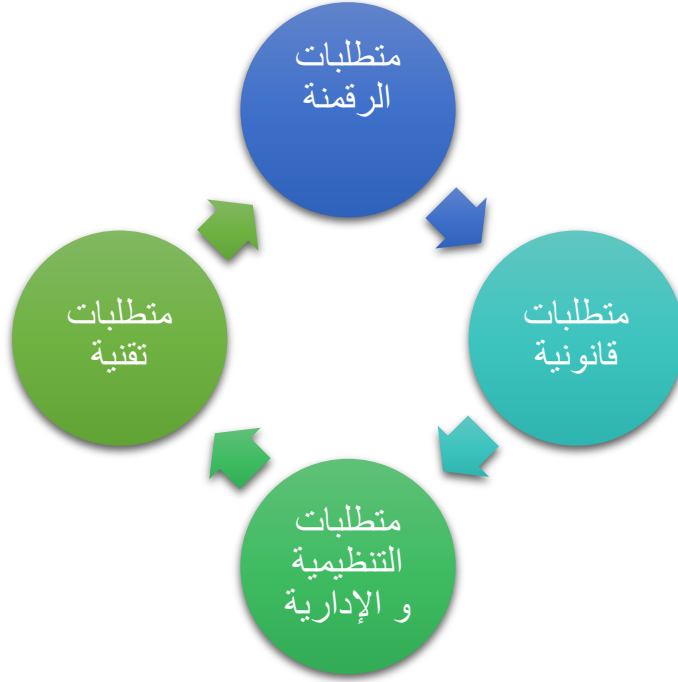 متطلبات
الرقمنة
متطلبات
قانونية
متطلبات
التنظيمية
و الإدارية
متطلبات
تقنية